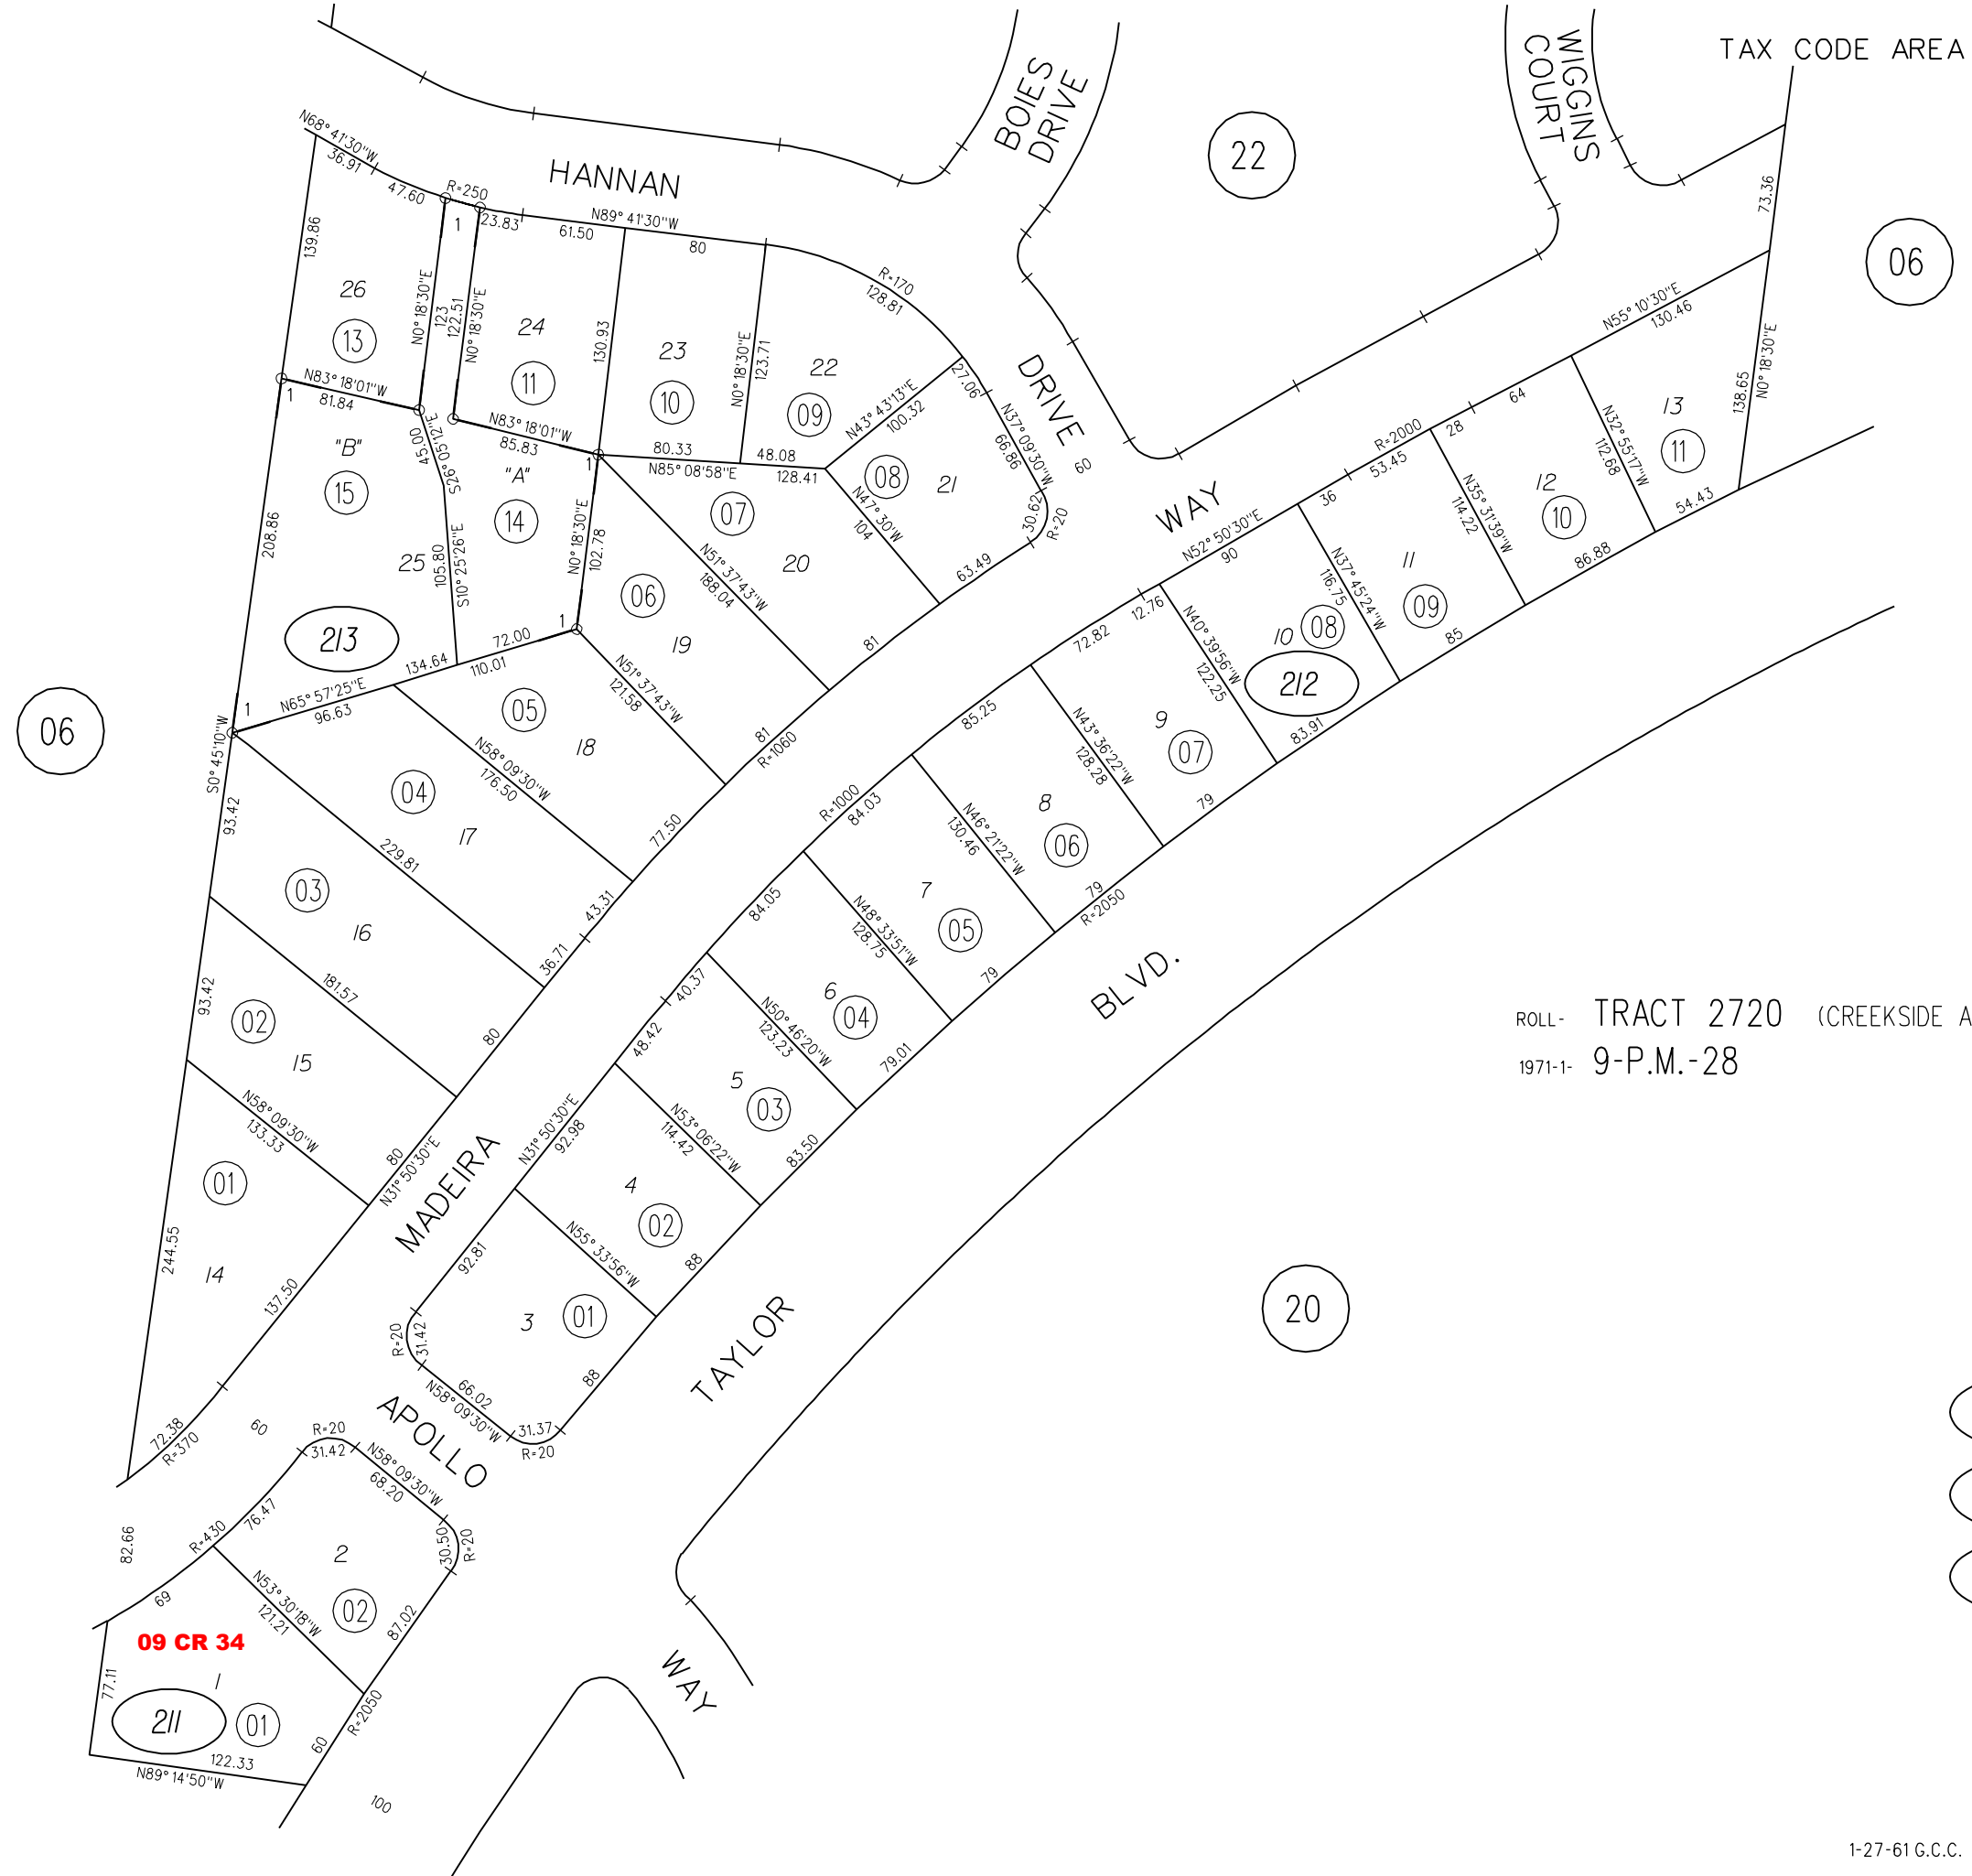 TAX CODE AREA
BOIES
DRIVE
WIGGINS
COURT
22
06
73.36
N68°41'30"W
36.91
47.60
R=250
HANNAN
1
23.83
61.50
N89°41'30"W
80
R=170
128.81
139.86
26
13
N0°18'30"E
123
122.51
N0°18'30"E
24
11
130.93
23
10
N0°18'30"E
123.71
22
09
N43°43'13"E
100.32
27.06
DRIVE
N37°09'30"W
66.86
60
30.62
R=20
N83°18'01"W
81.84
1
N83°18'01"W
85.83
1
80.33
48.08
N85°08'58"E
128.41
"B"
15
45.00
S26°05'12"E
"A"
14
07
08
21
N47°30'W
104
20
63.49
208.86
25
105.80
S10°25'26"E
N0°18'30"E
102.78
06
19
N51°37'43"W
188.04
81
213
72.00
1
134.64
110.01
N65°57'25"E
96.63
1
N51°37'43"W
121.58
81
R=1060
06
S0°45'10"W
93.42
05
18
N58°09'30"W
176.50
77.50
04
17
229.81
43.31
36.71
03
16
93.42
181.57
80
02
15
N58°09'30"W
133.33
80
N31°50'30"E
01
14
244.55
137.50
72.38
R=370
MADEIRA
WAY
N55°10'30"E
130.46
N0°18'30"E
138.65
13
11
64
N32°55'17"W
112.68
54.43
R=2000
28
53.45
12
10
N35°31'39"W
114.22
86.88
36
N52°50'30"E
90
11
09
N37°45'24"W
116.75
85
12.76
72.82
10
08
212
N40°39'56"W
122.25
83.91
85.25
9
07
N43°36'22"W
128.28
79
R=1000
84.03
8
06
N46°21'22"W
130.46
79
R=2050
84.05
7
05
N48°33'51"W
128.75
79
40.37
6
04
N50°46'20"W
123.23
79.01
48.42
5
03
N53°06'22"W
114.42
83.50
N31°50'30"E
92.98
4
02
N55°33'56"W
88
92.81
3
01
88
R=20
31.42
66.02
N58°09'30"W
31.37
R=20
BLVD.
TAYLOR
ROLL- TRACT 2720 (CREEKSIDE A
1971-1- 9-P.M.-28
20
APOLLO
WAY
60
R=20
31.42
N58°09'30"W
68.20
30.50
R=20
82.66
R=430
76.47
2
02
87.02
69
N53°30'18"W
121.21
09 CR 34
77.11
1
211
01
R=2050
60
122.33
N89°14'50"W
100
1-27-61 G.C.C.